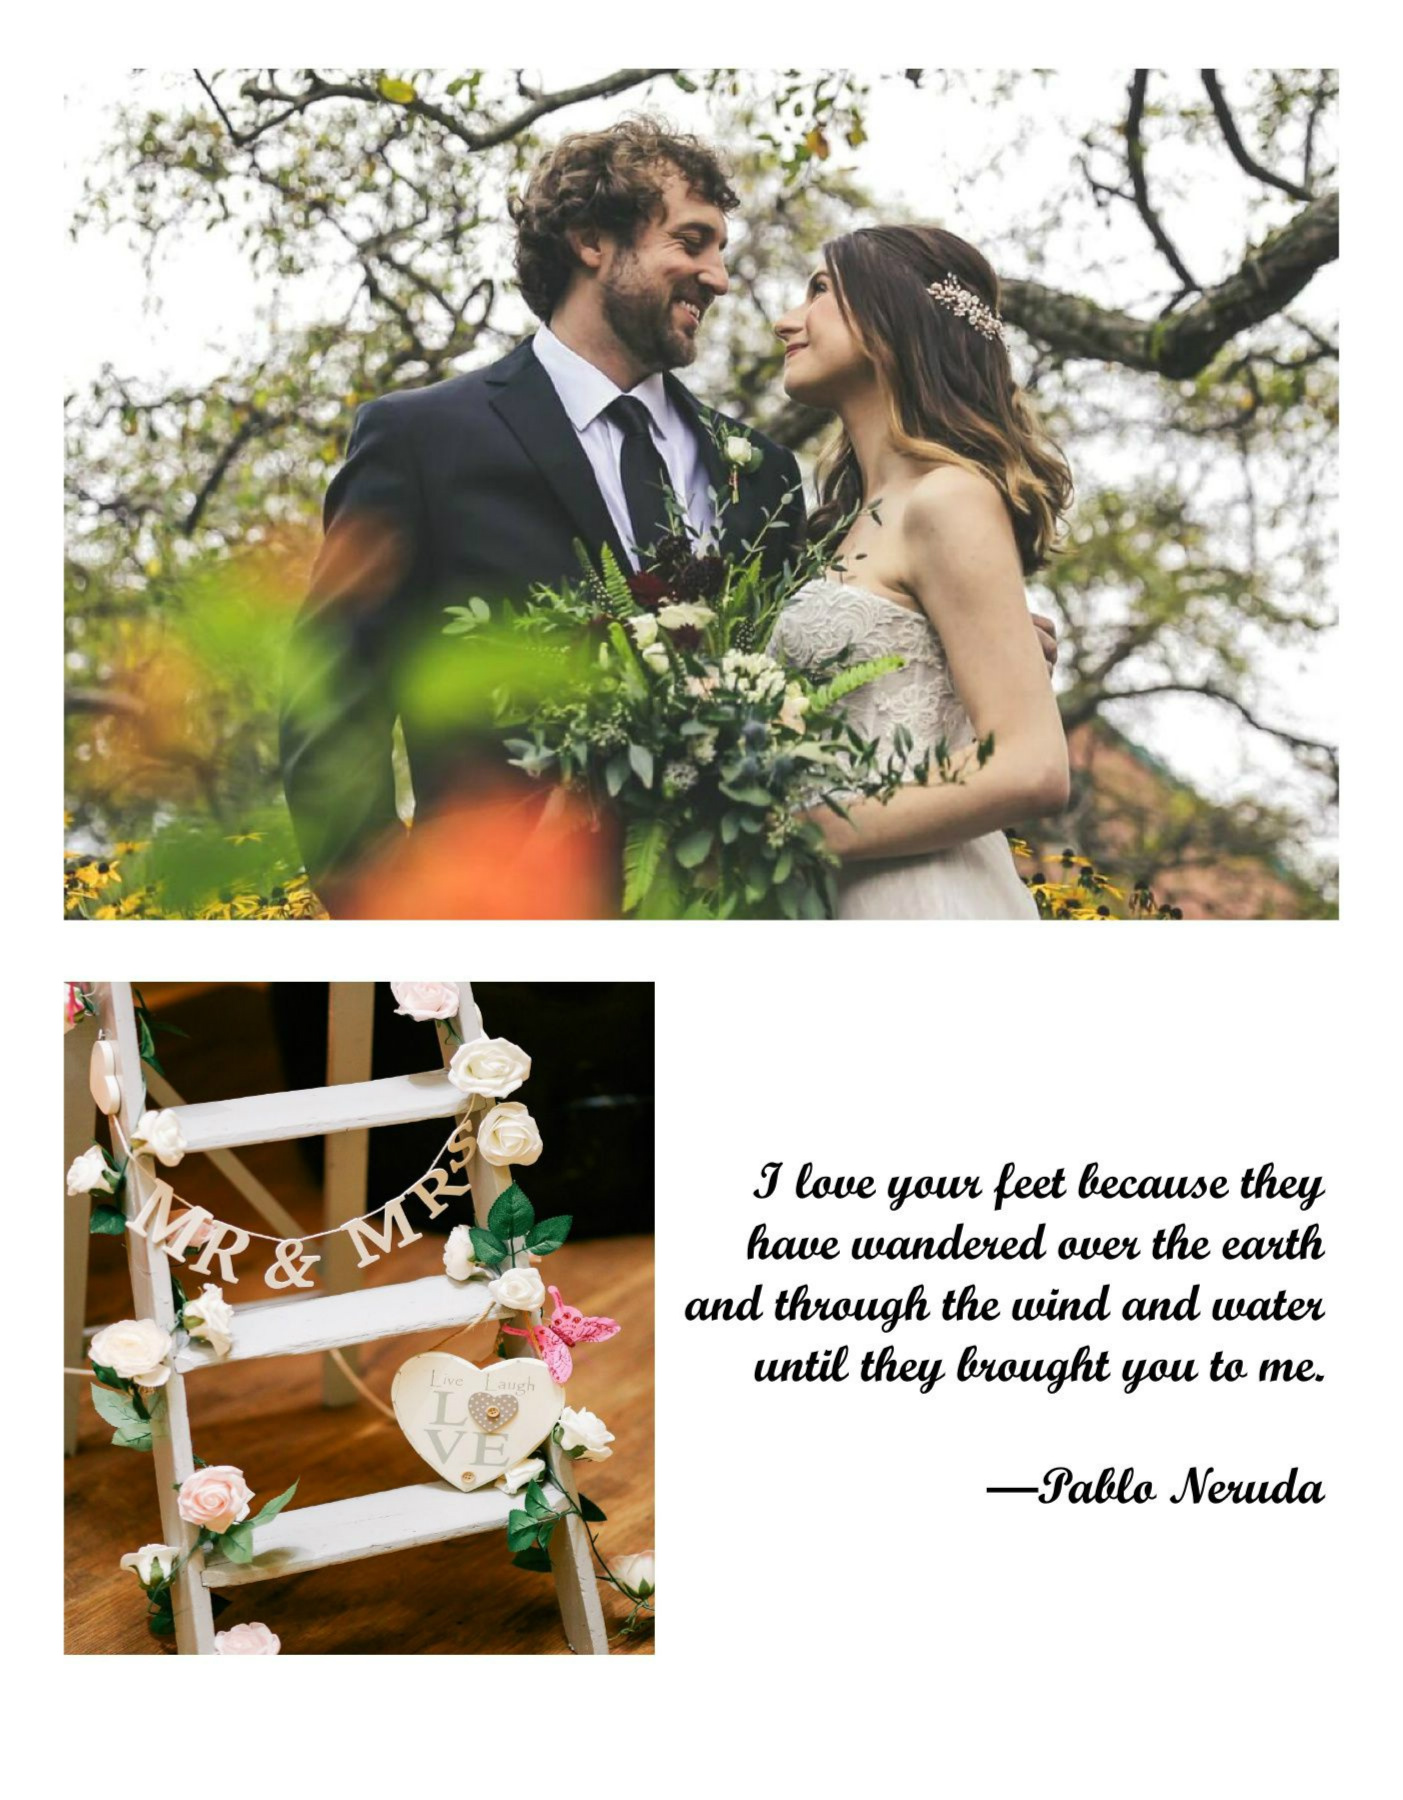 MR & MRS
Live Laugh
LOVE
I love your feet because they
have wandered over the earth
and through the wind and water
until they brought you to me.
—Pablo Neruda